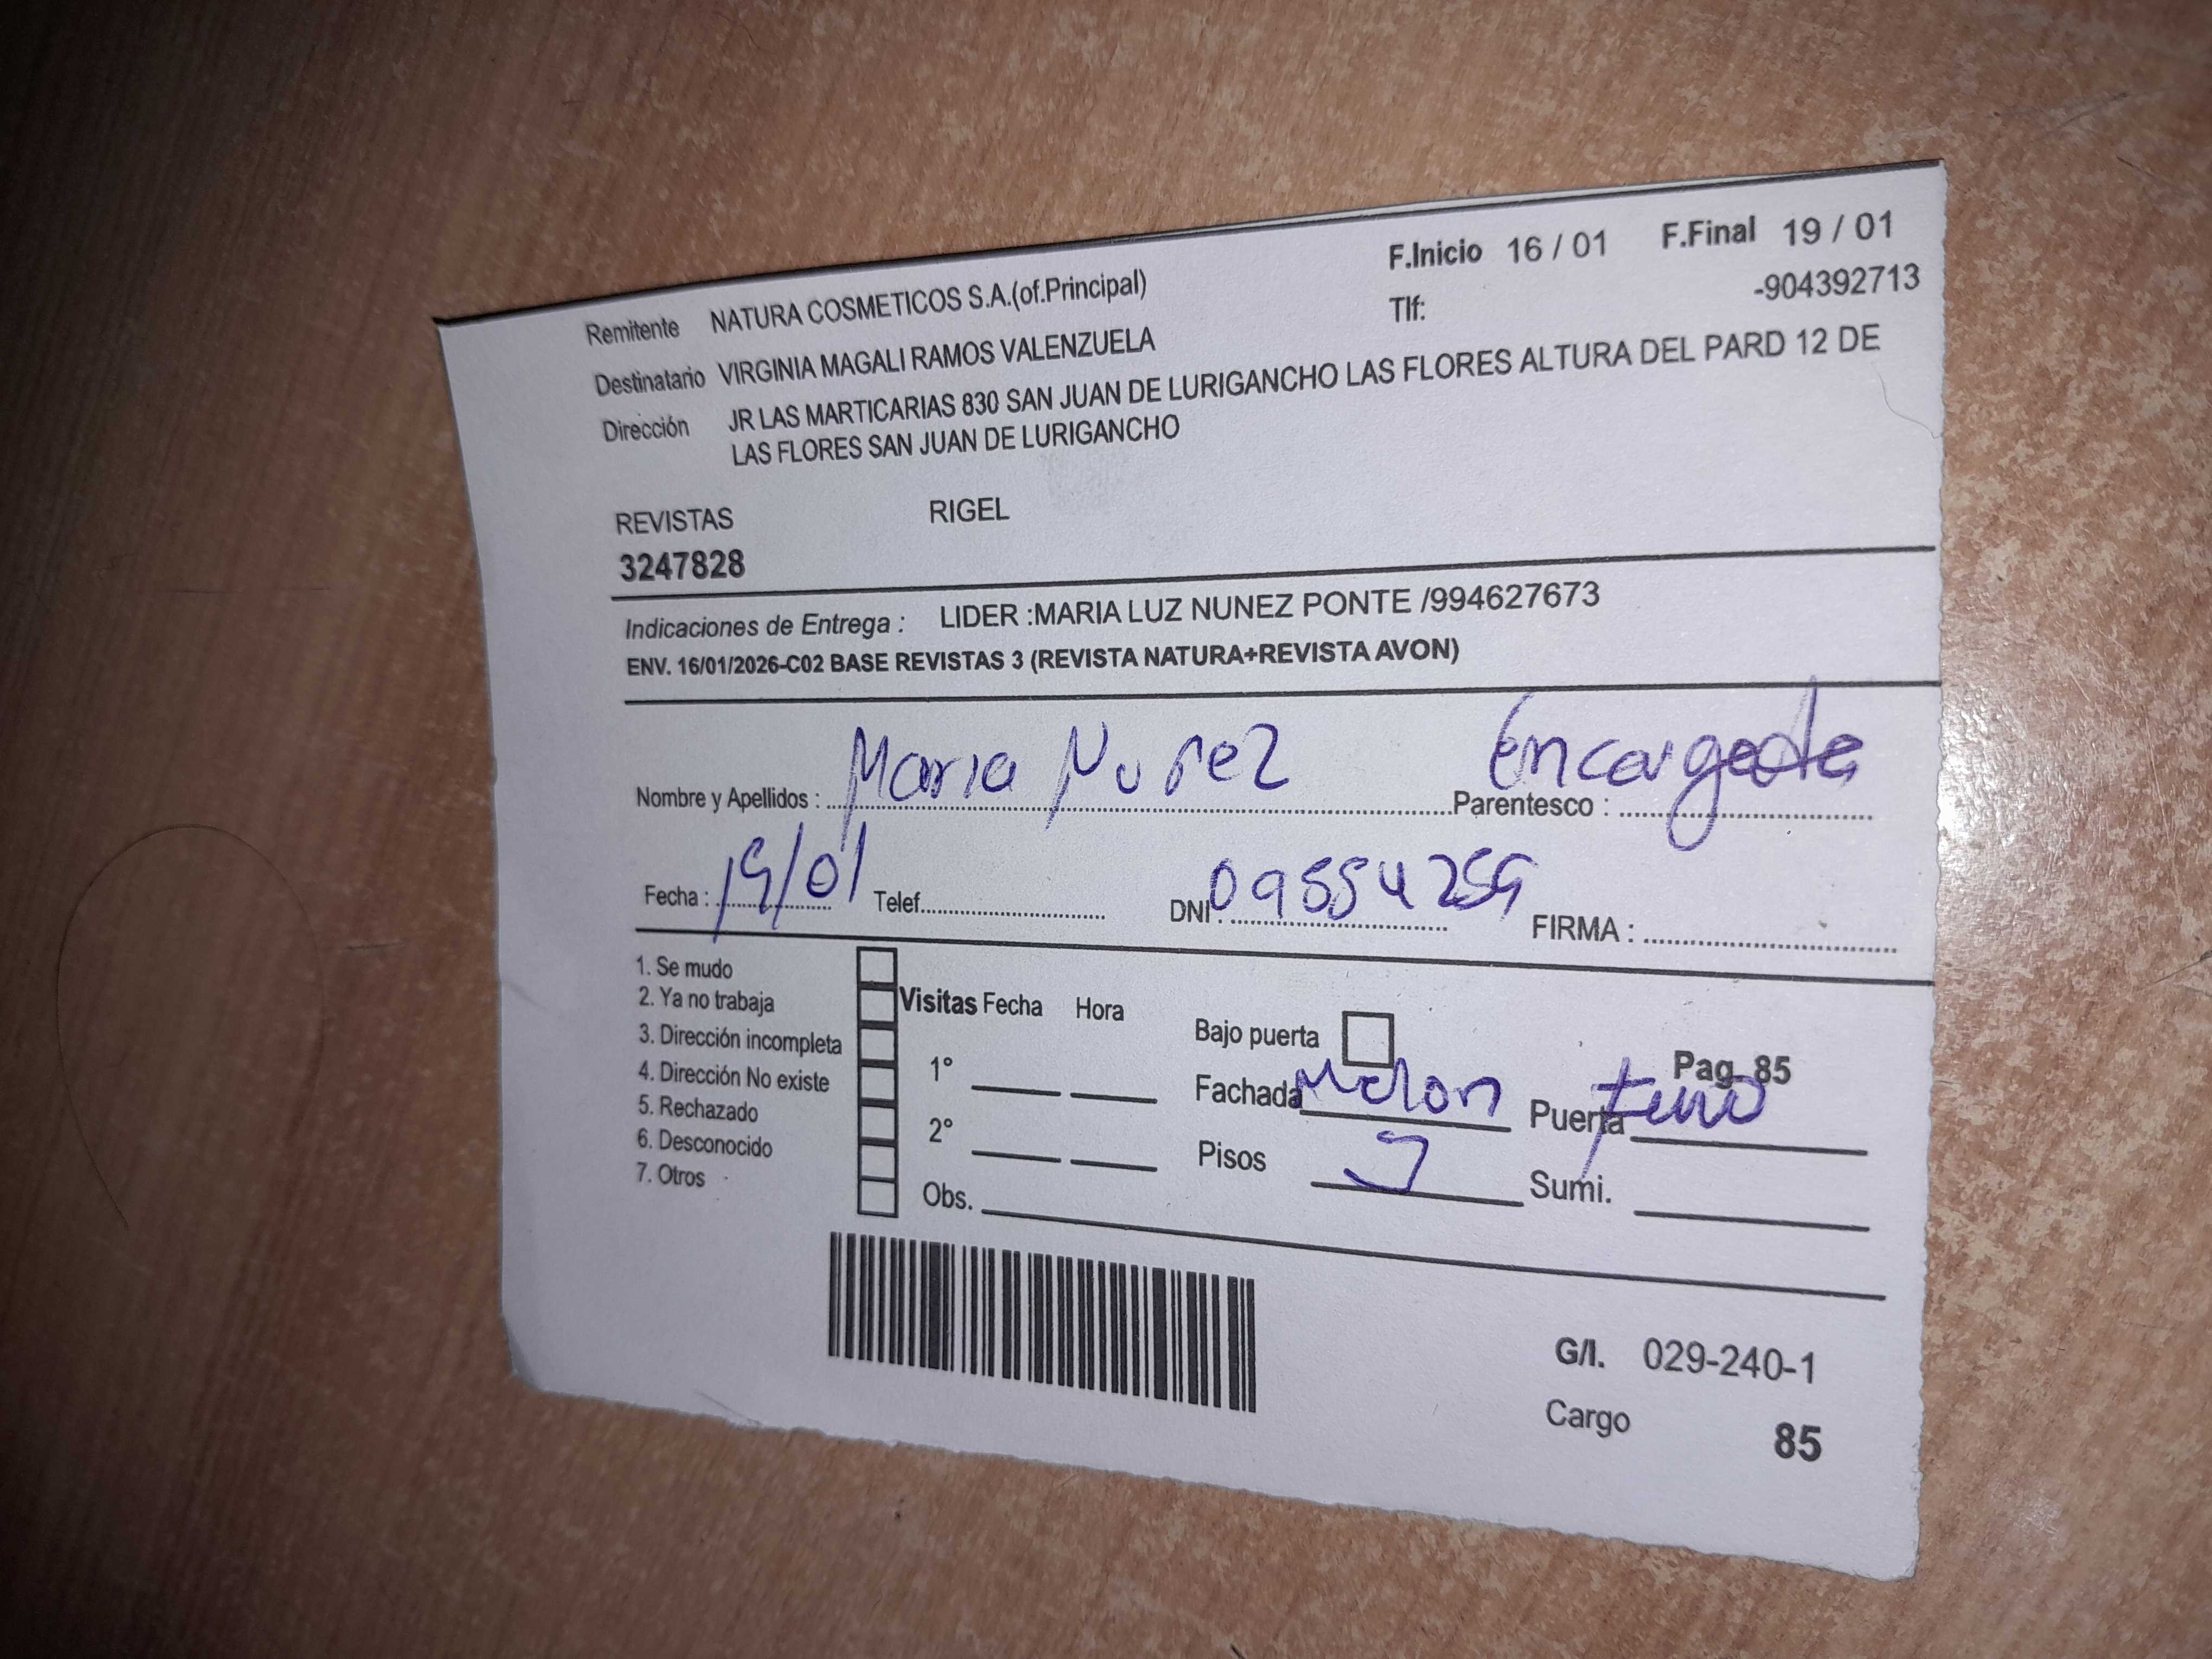 Remitente NATURA COSMETICOS S.A.(of.Principal) F.Inicio 16 / 01 F.Final 19 / 01
Destinatario VIRGINIA MAGALI RAMOS VALENZUELA Tlf: -904392713
Dirección JR LAS MARTICARIAS 830 SAN JUAN DE LURIGANCHO LAS FLORES ALTURA DEL PARD 12 DE
LAS FLORES SAN JUAN DE LURIGANCHO
REVISTAS RIGEL
3247828
Indicaciones de Entrega : LIDER :MARIA LUZ NUNEZ PONTE /994627673
ENV. 16/01/2026-C02 BASE REVISTAS 3 (REVISTA NATURA+REVISTA AVON)
Nombre y Apellidos : Maria Nuñez Parentesco : Encargada
Fecha : 19/01 Telef. DNI : 09554259 FIRMA :
1. Se mudo
2. Ya no trabaja
3. Dirección incompleta
4. Dirección No existe
5. Rechazado
6. Desconocido
7. Otros
Visitas Fecha Hora
1°
2°
Obs.
Bajo puerta Pag. 85
Fachada Puerta
Pisos Sumi.
G/I. 029-240-1
Cargo 85